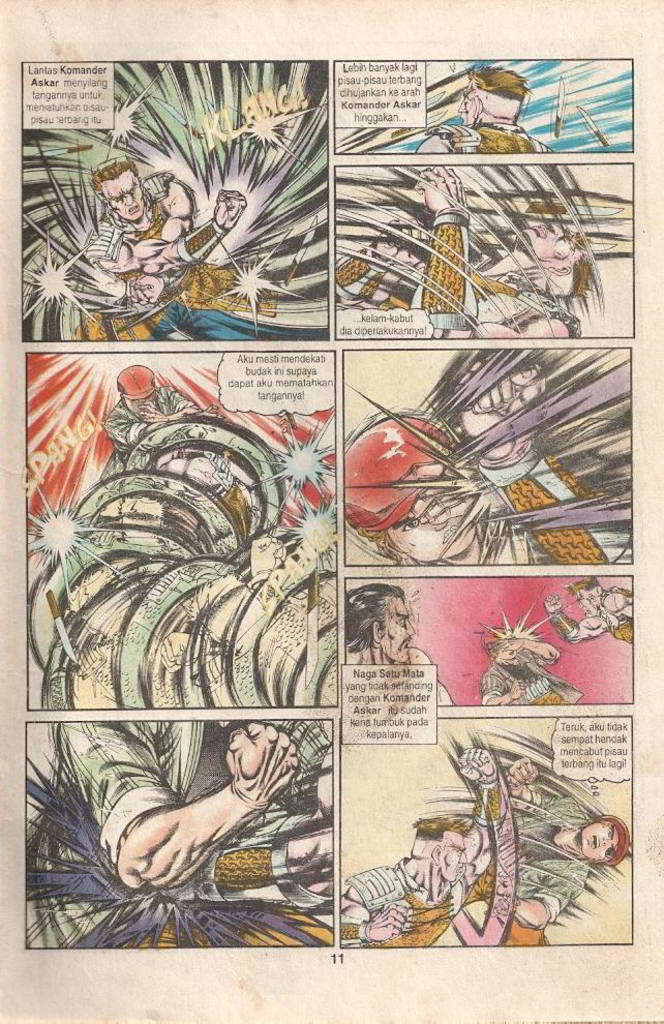 Lantas Komander
Askar menyilang
tangannya untuk
menjatuhkan pisau-
pisau terbang itu
KLANG!
Lebih banyak lagi
pisau-pisau terbang
dihujankan ke arah
Komander Askar
hinggakan...
...kelam-kabut
dia diperlakukannya!
Aku mesti mendekati
budak ini supaya
dapat aku mematahkan
tangannya!
SPANG!
SPANG!
Naga Satu Mata
yang tidak setanding
dengan Komander
Askar itu sudah
kena tumbuk pada
kepalanya.
Teruk, aku tidak
sempat hendak
mencabut pisau
terbang itu lagi!
11